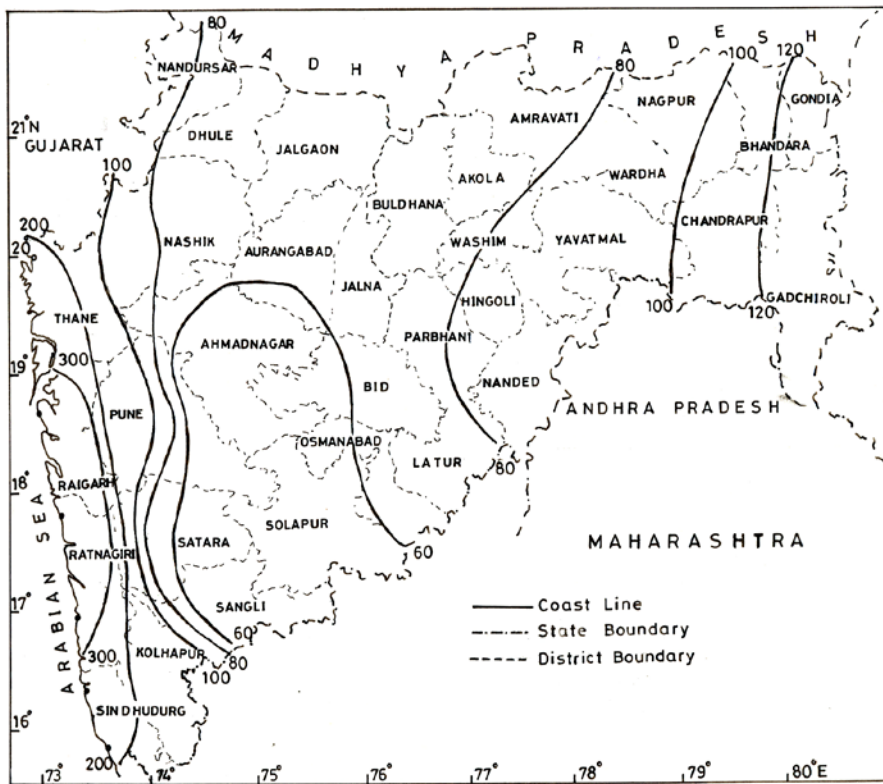 80
M A D H Y A P R A D E S H
80
100
120
NANDURSAR
GONDIA
NAGPUR
AMRAVATI
21°N
DHULE
GUJARAT
JALGAON
BHANDARA
100
AKOLA
WARDHA
BULDHANA
CHANDRAPUR
200
NASHIK
AURANGABAD
WASHIM
YAVATMAL
20°
JALNA
HINGOLI
100
120
GADCHIROLI
THANE
PARBHANI
AHMADNAGAR
300
19°
BID
NANDED
PUNE
ANDHRA PRADESH
OSMANABAD
LATUR
80
RAIGARH
18°
SOLAPUR
SATARA
MAHARASHTRA
RATNAGIRI
60
ARABIAN SEA
17°
SANGLI
Coast Line
60
State Boundary
300
KOLHAPUR
80
100
District Boundary
SINDHUDURG
16°
200
73°
74°
75°
76°
77°
78°
79°
80°E